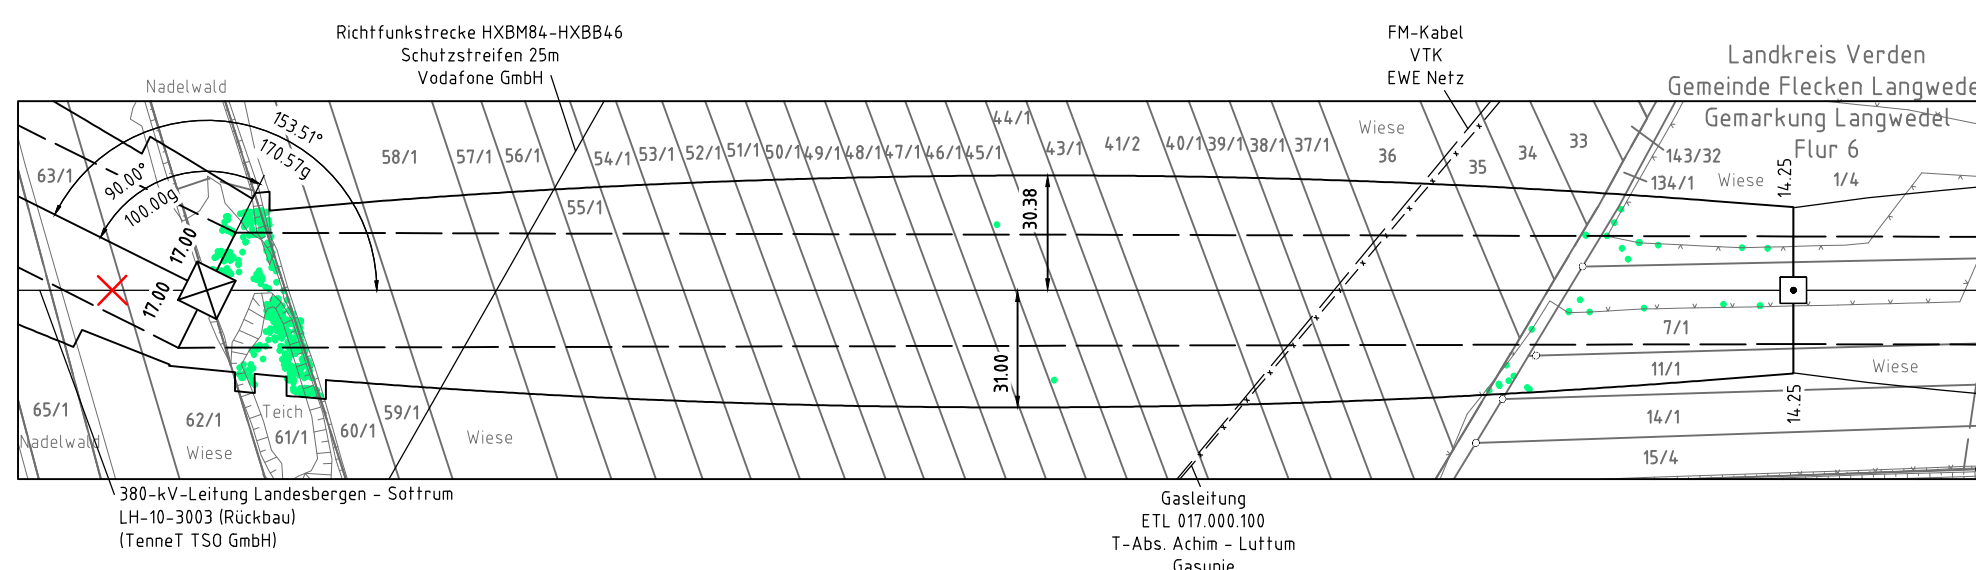 Richtfunkstrecke HXBM84-HXBB46
Schutzstreifen 25m
Vodafone GmbH
FM-Kabel
VTK
EWE Netz
Landkreis Verden
Gemeinde Flecken Langwede
Gemarkung Langwedel
Flur 6
Nadelwald
153.51°
170.57g
90.00°
100.00g
17.00
17.00
63/1
58/1
57/1
56/1
55/1
54/1
53/1
52/1
51/1
50/1
49/1
48/1
47/1
46/1
45/1
44/1
43/1
41/2
40/1
39/1
38/1
37/1
Wiese
36
35
34
33
143/32
134/1
Wiese
1/4
14.25
30.38
31.00
7/1
11/1
Wiese
14/1
14.25
15/4
65/1
Nadelwald
62/1
Wiese
Teich
61/1
60/1
59/1
Wiese
380-kV-Leitung Landesbergen - Sottrum
LH-10-3003 (Rückbau)
(TenneT TSO GmbH)
Gasleitung
ETL 017.000.100
T-Abs. Achim - Luttum
Gasunie